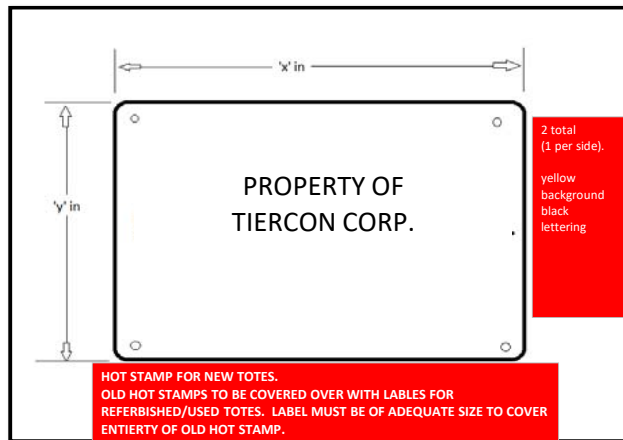 'x' in
'y' in
PROPERTY OF
TIERCON CORP.
2 total
(1 per side).
yellow
background
black
lettering
HOT STAMP FOR NEW TOTES.
OLD HOT STAMPS TO BE COVERED OVER WITH LABLES FOR
REFERBISHED/USED TOTES. LABEL MUST BE OF ADEQUATE SIZE TO COVER
ENTIERTY OF OLD HOT STAMP.